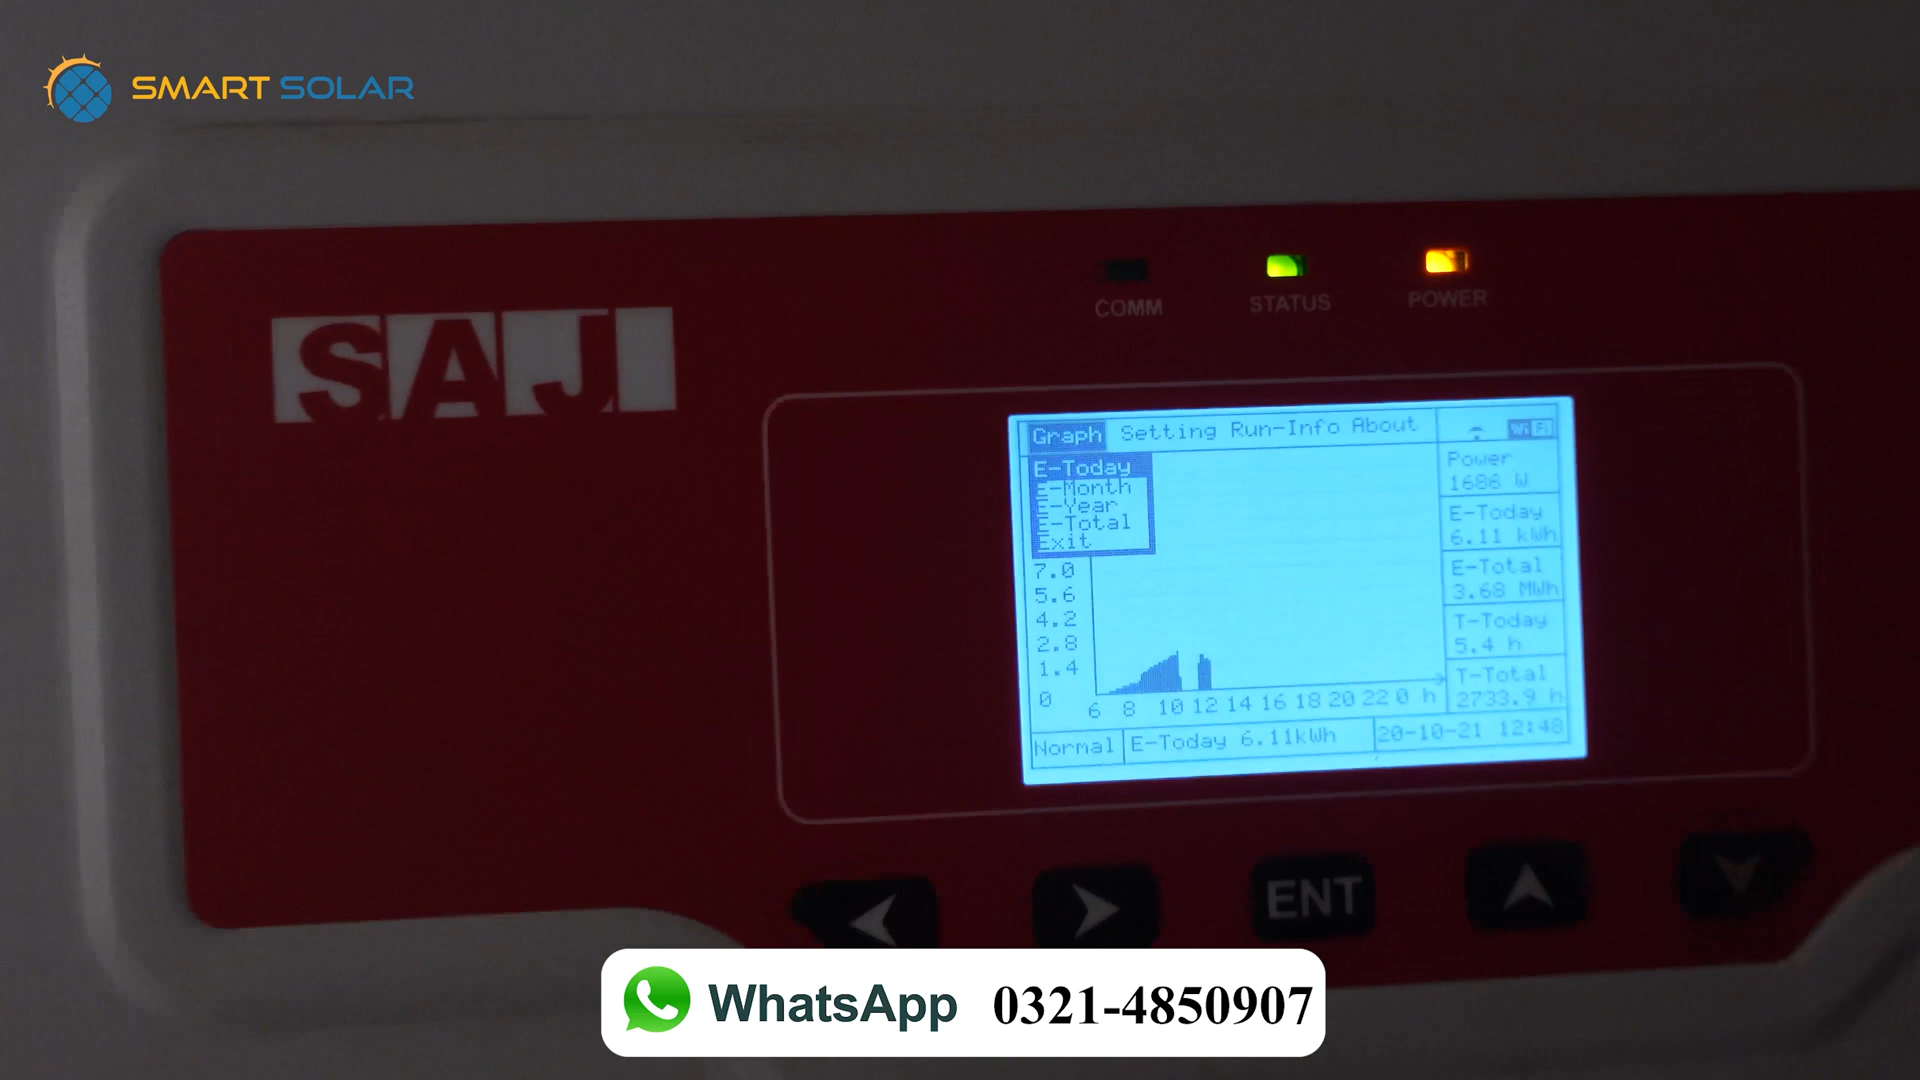 SMART SOLAR
SAJ
COMM STATUS POWER
Graph Setting Run-Info About WiFi
E-Today
E-Month
E-Year
E-Total
Exit
7.0
5.6
4.2
2.8
1.4
0
6 8 10 12 14 16 18 20 22 0 h
Power
1686 W
E-Today
6.11 kWh
E-Total
3.68 MWh
T-Today
5.4 h
T-Total
2733.9 h
Normal E-Today 6.11kWh 20-10-21 12:48
ENT
WhatsApp 0321-4850907